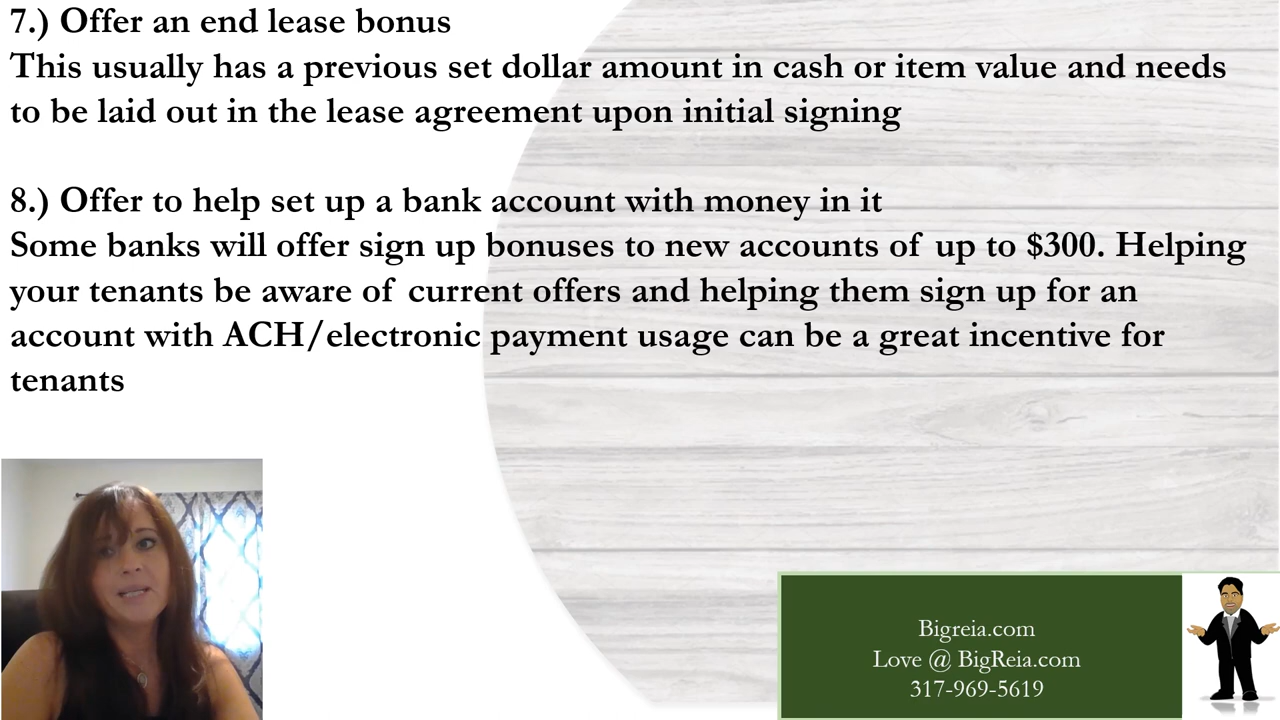 7.) Offer an end lease bonus
This usually has a previous set dollar amount in cash or item value and needs
to be laid out in the lease agreement upon initial signing
8.) Offer to help set up a bank account with money in it
Some banks will offer sign up bonuses to new accounts of up to $300. Helping
your tenants be aware of current offers and helping them sign up for an
account with ACH/electronic payment usage can be a great incentive for
tenants
Bigreia.com
Love @ BigReia.com
317-969-5619